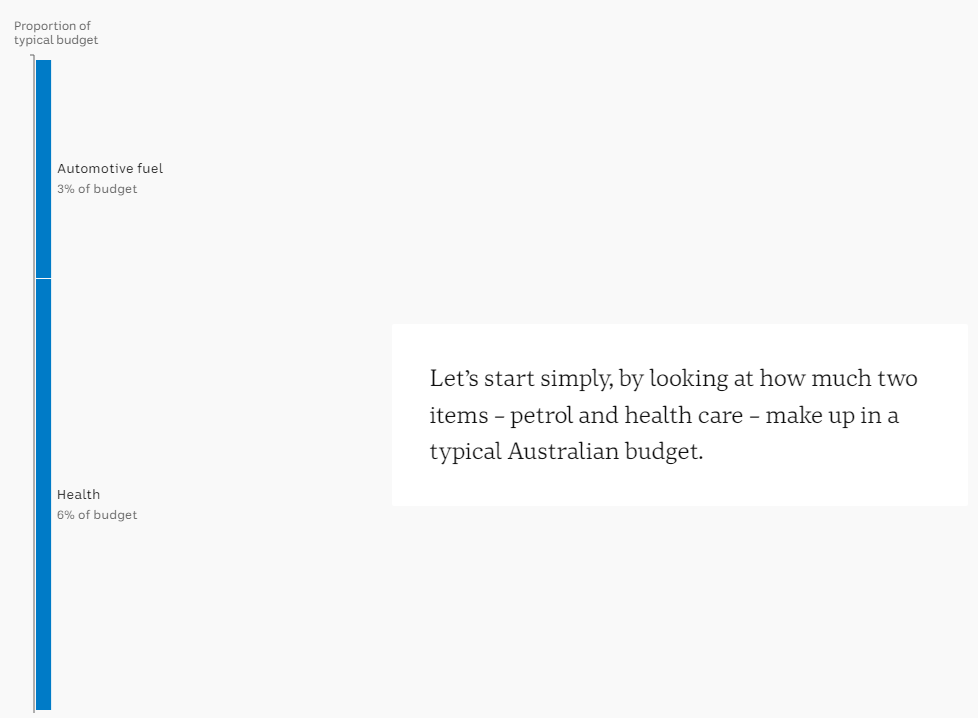 Proportion of
typical budget
Automotive fuel
3% of budget
Let’s start simply, by looking at how much two
items – petrol and health care – make up in a
typical Australian budget.
Health
6% of budget